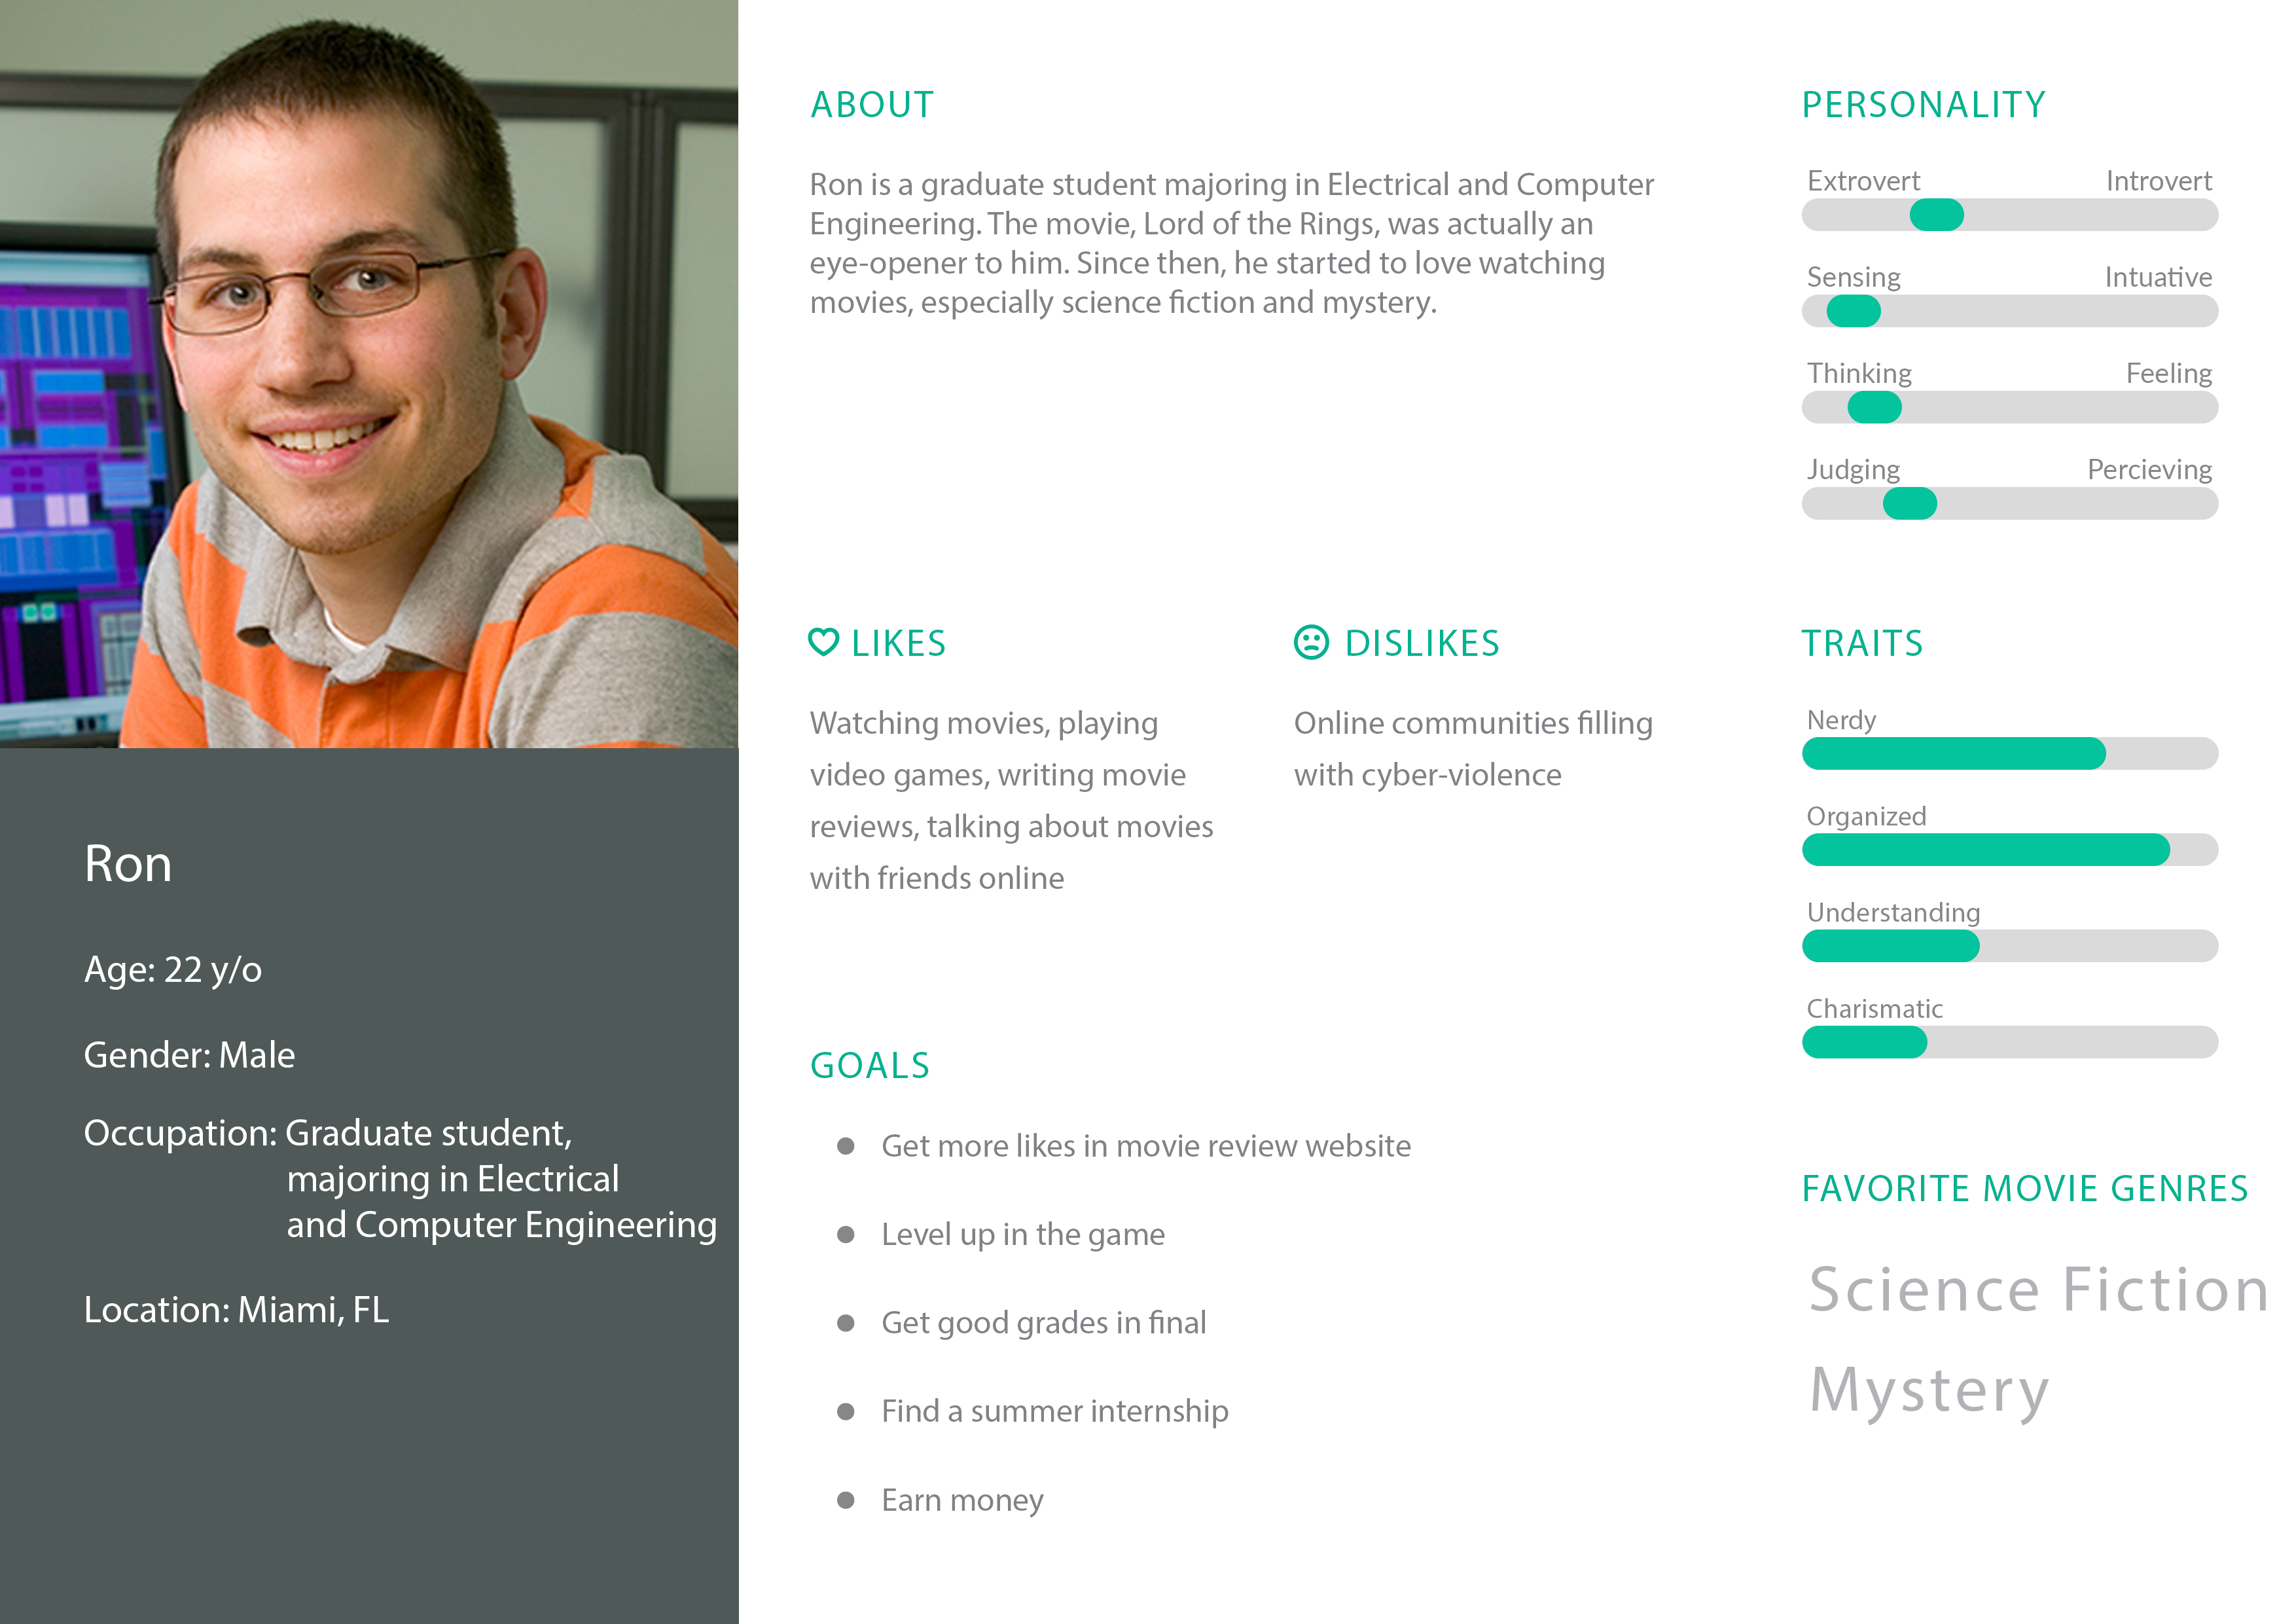 Ron
Age: 22 y/o
Gender: Male
Occupation: Graduate student,
majoring in Electrical
and Computer Engineering
Location: Miami, FL
ABOUT
Ron is a graduate student majoring in Electrical and Computer
Engineering. The movie, Lord of the Rings, was actually an
eye-opener to him. Since then, he started to love watching
movies, especially science fiction and mystery.
LIKES
Watching movies, playing
video games, writing movie
reviews, talking about movies
with friends online
DISLIKES
Online communities filling
with cyber-violence
GOALS
Get more likes in movie review website
Level up in the game
Get good grades in final
Find a summer internship
Earn money
PERSONALITY
Extrovert Introvert
Sensing Intuative
Thinking Feeling
Judging Percieving
TRAITS
Nerdy
Organized
Understanding
Charismatic
FAVORITE MOVIE GENRES
Science Fiction
Mystery